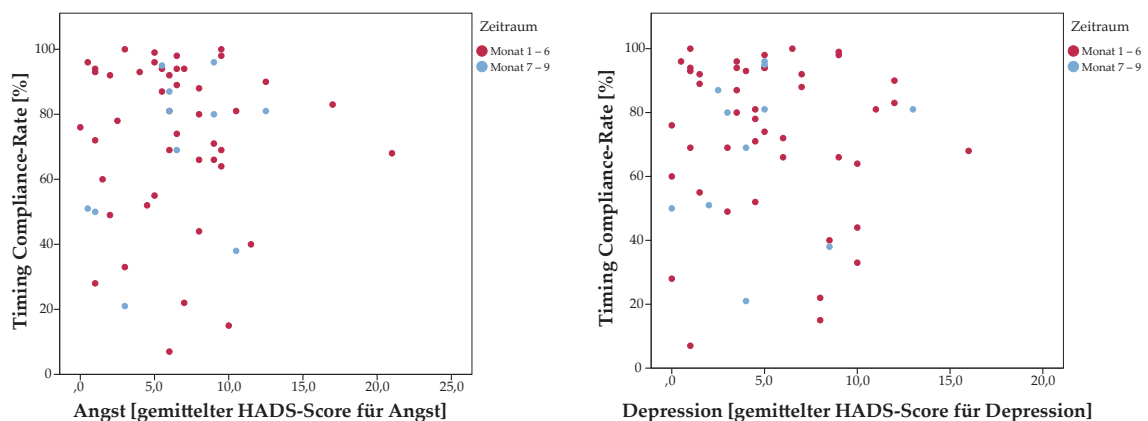 Zeitraum
Monat 1 – 6
Monat 7 – 9
100
80
60
40
20
0
,0
5,0
10,0
15,0
20,0
25,0
Timing Compliance-Rate [%]
Angst [gemittelter HADS-Score für Angst]
Zeitraum
Monat 1 – 6
Monat 7 – 9
100
80
60
40
20
0
,0
5,0
10,0
15,0
20,0
Timing Compliance-Rate [%]
Depression [gemittelter HADS-Score für Depression]